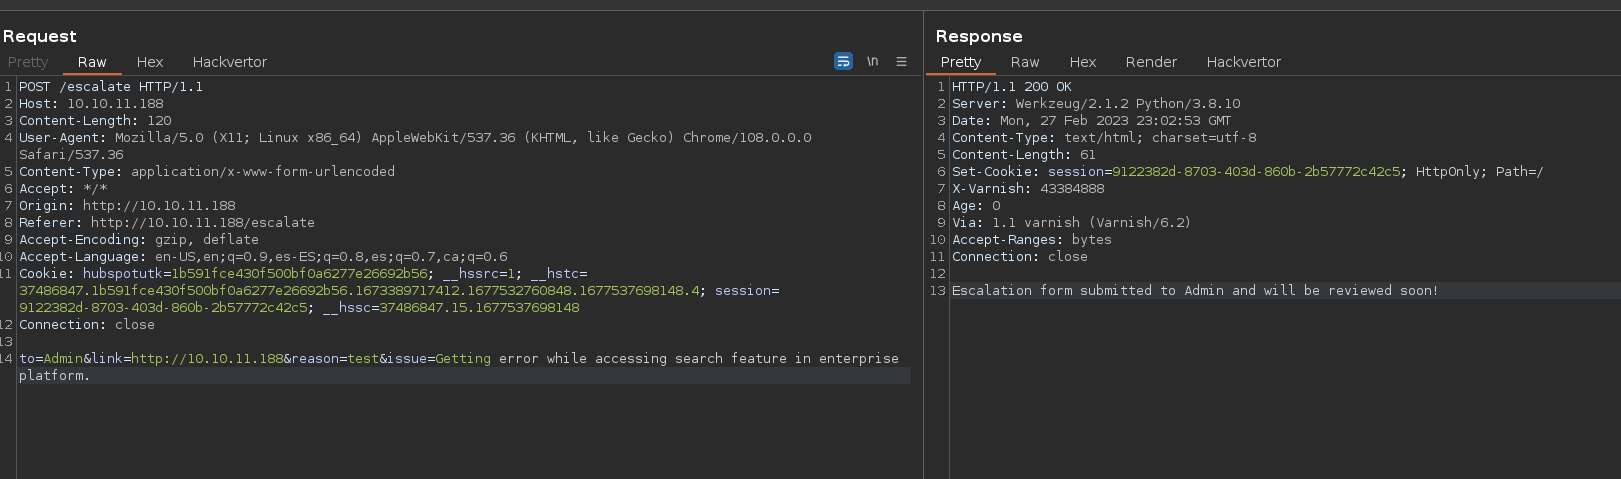 Request
Pretty Raw Hex Hackvertor \n
1 POST /escalate HTTP/1.1
2 Host: 10.10.11.188
3 Content-Length: 120
4 User-Agent: Mozilla/5.0 (X11; Linux x86_64) AppleWebKit/537.36 (KHTML, like Gecko) Chrome/108.0.0.0
Safari/537.36
5 Content-Type: application/x-www-form-urlencoded
6 Accept: */*
7 Origin: http://10.10.11.188
8 Referer: http://10.10.11.188/escalate
9 Accept-Encoding: gzip, deflate
10 Accept-Language: en-US,en;q=0.9,es-ES;q=0.8,es;q=0.7,ca;q=0.6
11 Cookie: hubspotutk=1b591fce430f500bf0a6277e26692b56; __hssrc=1; __hstc=
37486847.1b591fce430f500bf0a6277e26692b56.1673389717412.1677532760848.1677537698148.4; session=
9122382d-8703-403d-860b-2b57772c42c5; __hssc=37486847.15.1677537698148
12 Connection: close
13
14 to=Admin&link=http://10.10.11.188&reason=test&issue=Getting error while accessing search feature in enterprise
platform.
Response
Pretty Raw Hex Render Hackvertor
1 HTTP/1.1 200 OK
2 Server: Werkzeug/2.1.2 Python/3.8.10
3 Date: Mon, 27 Feb 2023 23:02:53 GMT
4 Content-Type: text/html; charset=utf-8
5 Content-Length: 61
6 Set-Cookie: session=9122382d-8703-403d-860b-2b57772c42c5; HttpOnly; Path=/
7 X-Varnish: 43384888
8 Age: 0
9 Via: 1.1 varnish (Varnish/6.2)
10 Accept-Ranges: bytes
11 Connection: close
12
13 Escalation form submitted to Admin and will be reviewed soon!